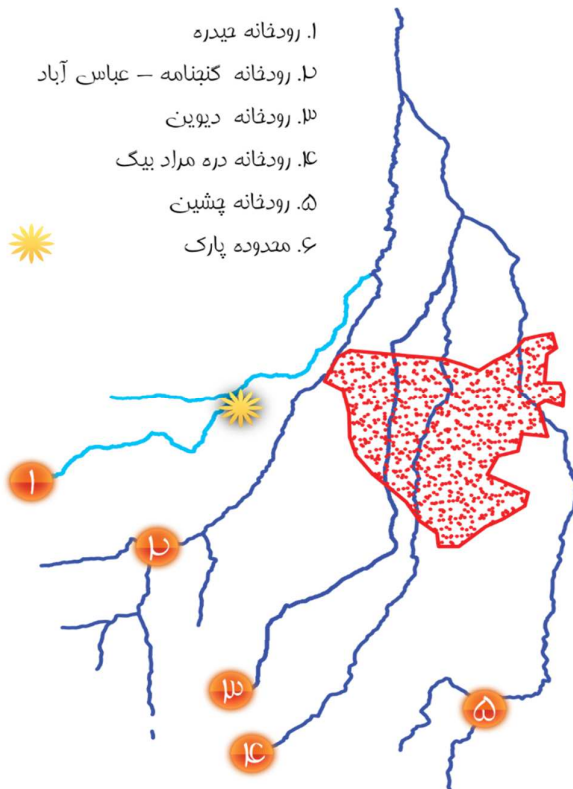 ۱. رودخانه حیدره
۲. رودخانه گنجنامه – عباس آباد
۳. رودخانه دیوین
۴. رودخانه دره مراد بیگ
۵. رودخانه چشین
۶. محدوده پارک
۱
۲
۳
۴
۵